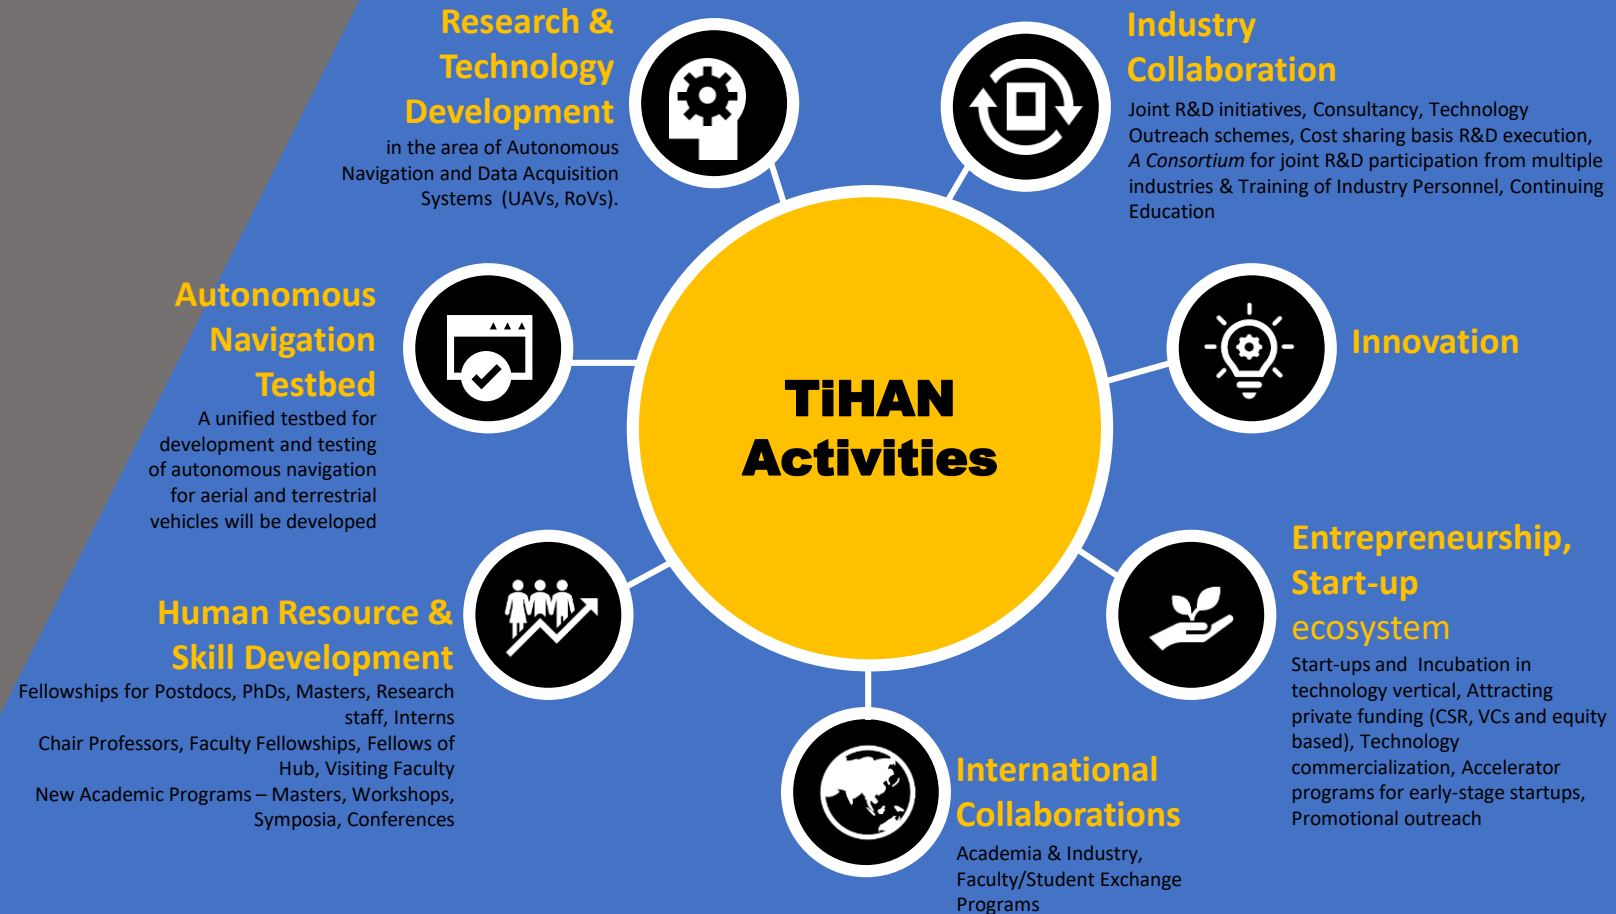 Research &
Technology
Development
in the area of Autonomous
Navigation and Data Acquisition
Systems (UAVs, RoVs).
Industry
Collaboration
Joint R&D initiatives, Consultancy, Technology
Outreach schemes, Cost sharing basis R&D execution,
A Consortium for joint R&D participation from multiple
industries & Training of Industry Personnel, Continuing
Education
Autonomous
Navigation
Testbed
A unified testbed for
development and testing
of autonomous navigation
for aerial and terrestrial
vehicles will be developed
TiHAN
Activities
Innovation
Human Resource &
Skill Development
Fellowships for Postdocs, PhDs, Masters, Research
staff, Interns
Chair Professors, Faculty Fellowships, Fellows of
Hub, Visiting Faculty
New Academic Programs – Masters, Workshops,
Symposia, Conferences
Entrepreneurship,
Start-up
ecosystem
Start-ups and Incubation in
technology vertical, Attracting
private funding (CSR, VCs and equity
based), Technology
commercialization, Accelerator
programs for early-stage startups,
Promotional outreach
International
Collaborations
Academia & Industry,
Faculty/Student Exchange
Programs